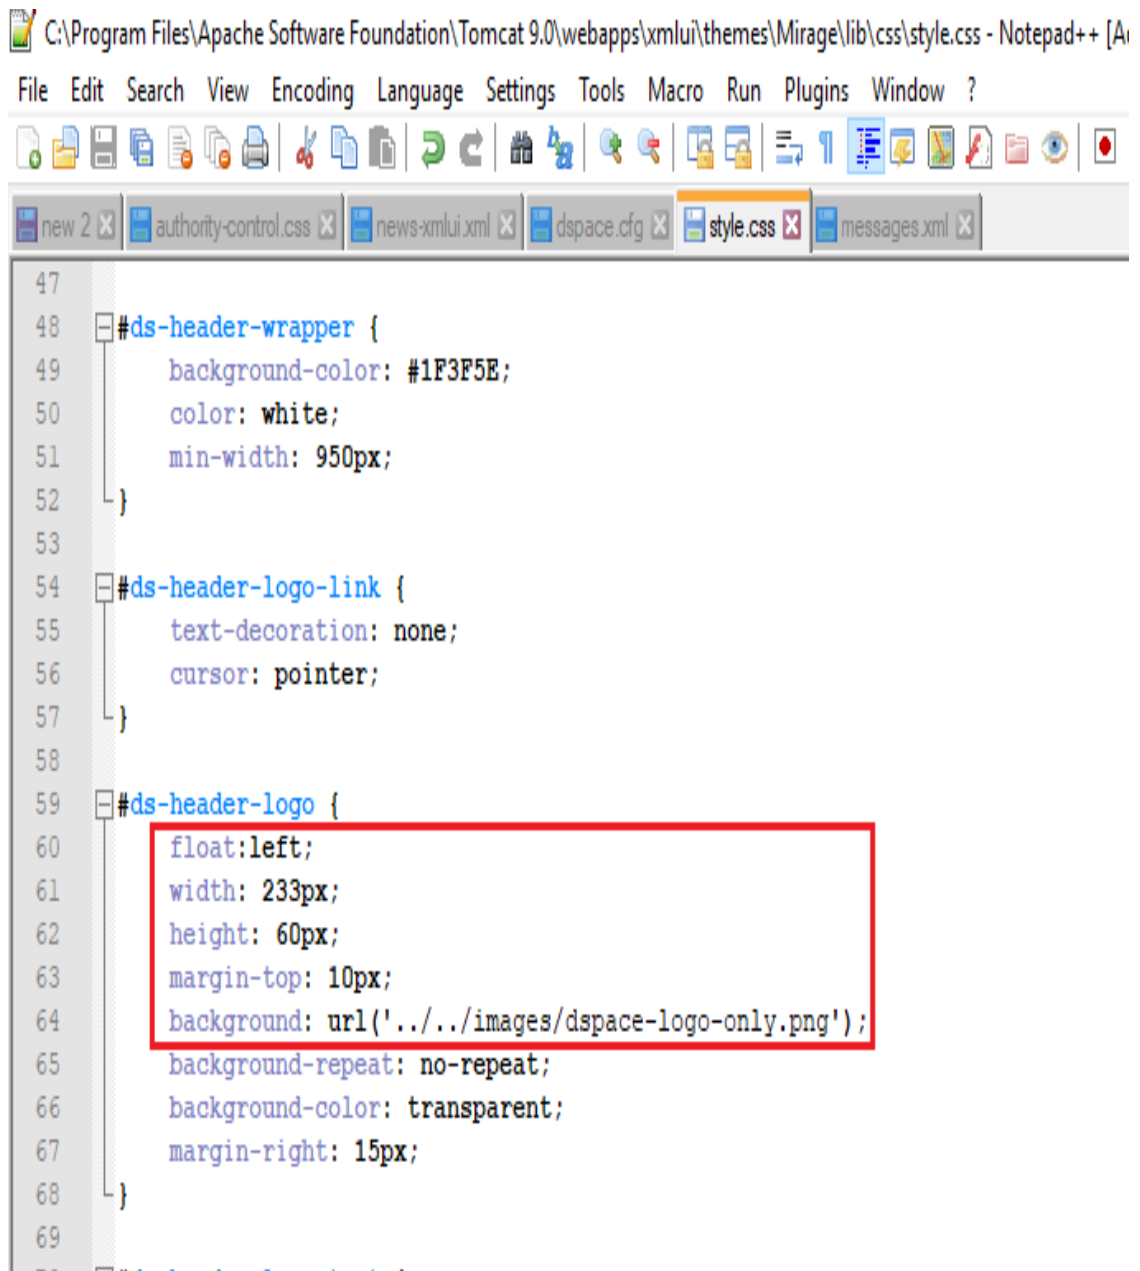 C:\Program Files\Apache Software Foundation\Tomcat 9.0\webapps\xmlui\themes\Mirage\lib\css\style.css - Notepad++ [A
File Edit Search View Encoding Language Settings Tools Macro Run Plugins Window ?
new 2 authority-control.css news-xmlui.xml dspace.cfg style.css messages.xml
47
48 #ds-header-wrapper {
49 background-color: #1F3F5E;
50 color: white;
51 min-width: 950px;
52 }
53
54 #ds-header-logo-link {
55 text-decoration: none;
56 cursor: pointer;
57 }
58
59 #ds-header-logo {
60 float:left;
61 width: 233px;
62 height: 60px;
63 margin-top: 10px;
64 background: url('../../images/dspace-logo-only.png');
65 background-repeat: no-repeat;
66 background-color: transparent;
67 margin-right: 15px;
68 }
69